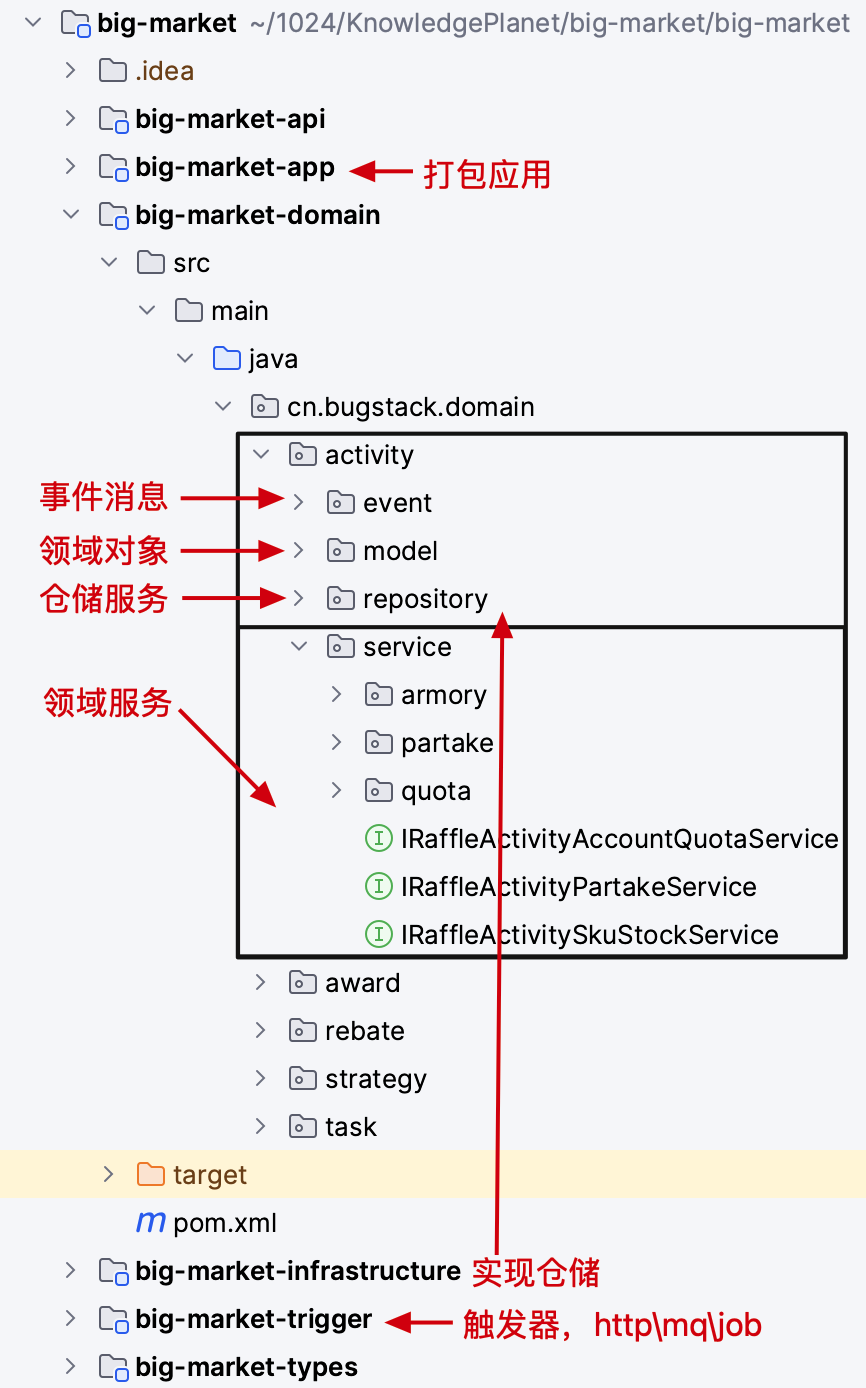 big-market ~/1024/KnowledgePlanet/big-market/big-market
.idea
big-market-api
big-market-app 打包应用
big-market-domain
src
main
java
cn.bugstack.domain
activity
事件消息 event
领域对象 model
仓储服务 repository
service
领域服务 armory
partake
quota
IRaffleActivityAccountQuotaService
IRaffleActivityPartakeService
IRaffleActivitySkuStockService
award
rebate
strategy
task
target
m pom.xml
big-market-infrastructure 实现仓储
big-market-trigger 触发器，http\mq\job
big-market-types